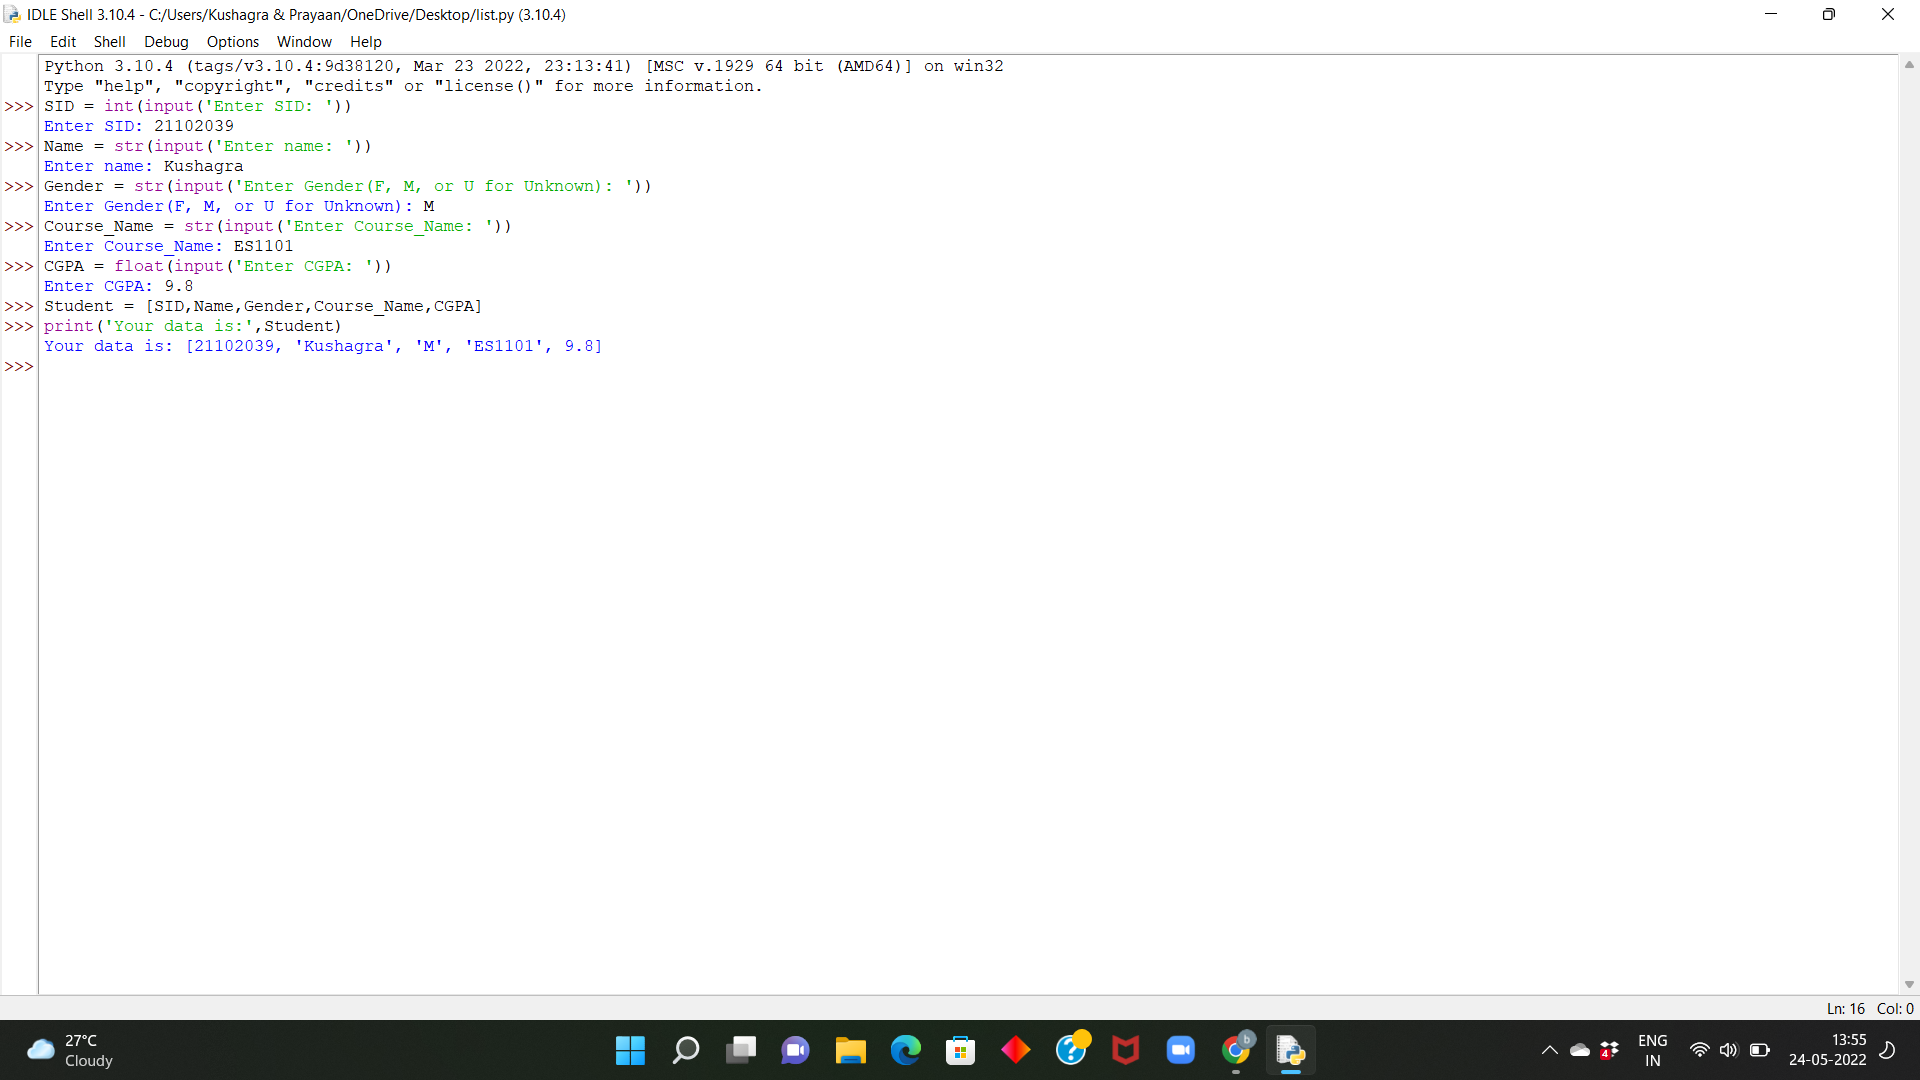 IDLE Shell 3.10.4 - C:/Users/Kushagra & Prayaan/OneDrive/Desktop/list.py (3.10.4)
File Edit Shell Debug Options Window Help
Python 3.10.4 (tags/v3.10.4:9d38120, Mar 23 2022, 23:13:41) [MSC v.1929 64 bit (AMD64)] on win32
Type "help", "copyright", "credits" or "license()" for more information.
>>> SID = int(input('Enter SID: '))
Enter SID: 21102039
>>> Name = str(input('Enter name: '))
Enter name: Kushagra
>>> Gender = str(input('Enter Gender(F, M, or U for Unknown): '))
Enter Gender(F, M, or U for Unknown): M
>>> Course_Name = str(input('Enter Course_Name: '))
Enter Course_Name: ES1101
>>> CGPA = float(input('Enter CGPA: '))
Enter CGPA: 9.8
>>> Student = [SID,Name,Gender,Course_Name,CGPA]
>>> print('Your data is:',Student)
Your data is: [21102039, 'Kushagra', 'M', 'ES1101', 9.8]
>>>
Ln: 16 Col: 0
27°C
Cloudy
b
4
ENG
IN
13:55
24-05-2022